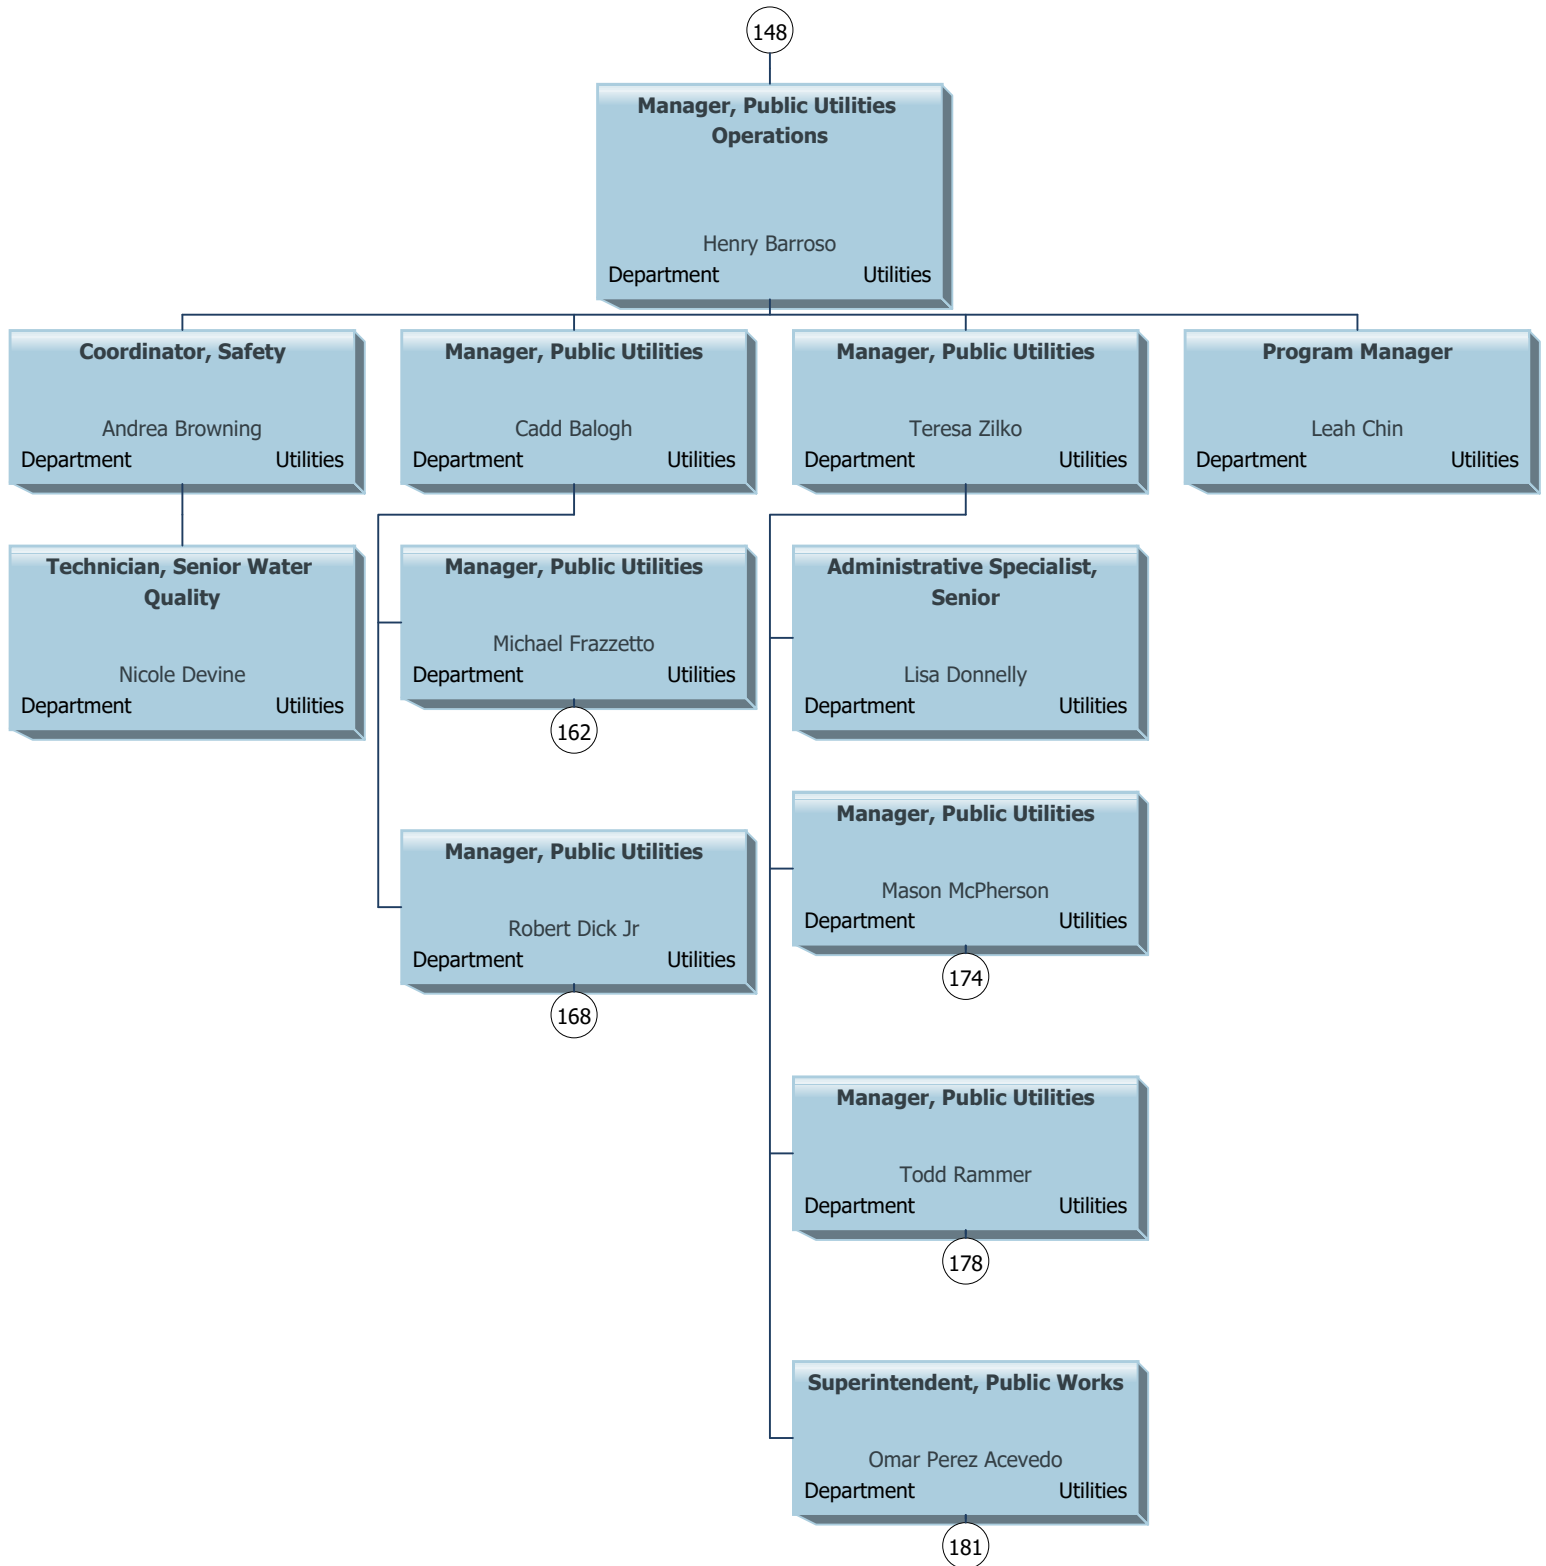 148
Manager, Public Utilities
Operations
Henry Barroso
Department Utilities
Coordinator, Safety
Andrea Browning
Department Utilities
Manager, Public Utilities
Cadd Balogh
Department Utilities
Manager, Public Utilities
Teresa Zilko
Department Utilities
Program Manager
Leah Chin
Department Utilities
Technician, Senior Water
Quality
Nicole Devine
Department Utilities
Manager, Public Utilities
Michael Frazzetto
Department Utilities
162
Manager, Public Utilities
Robert Dick Jr
Department Utilities
168
Administrative Specialist,
Senior
Lisa Donnelly
Department Utilities
Manager, Public Utilities
Mason McPherson
Department Utilities
174
Manager, Public Utilities
Todd Rammer
Department Utilities
178
Superintendent, Public Works
Omar Perez Acevedo
Department Utilities
181